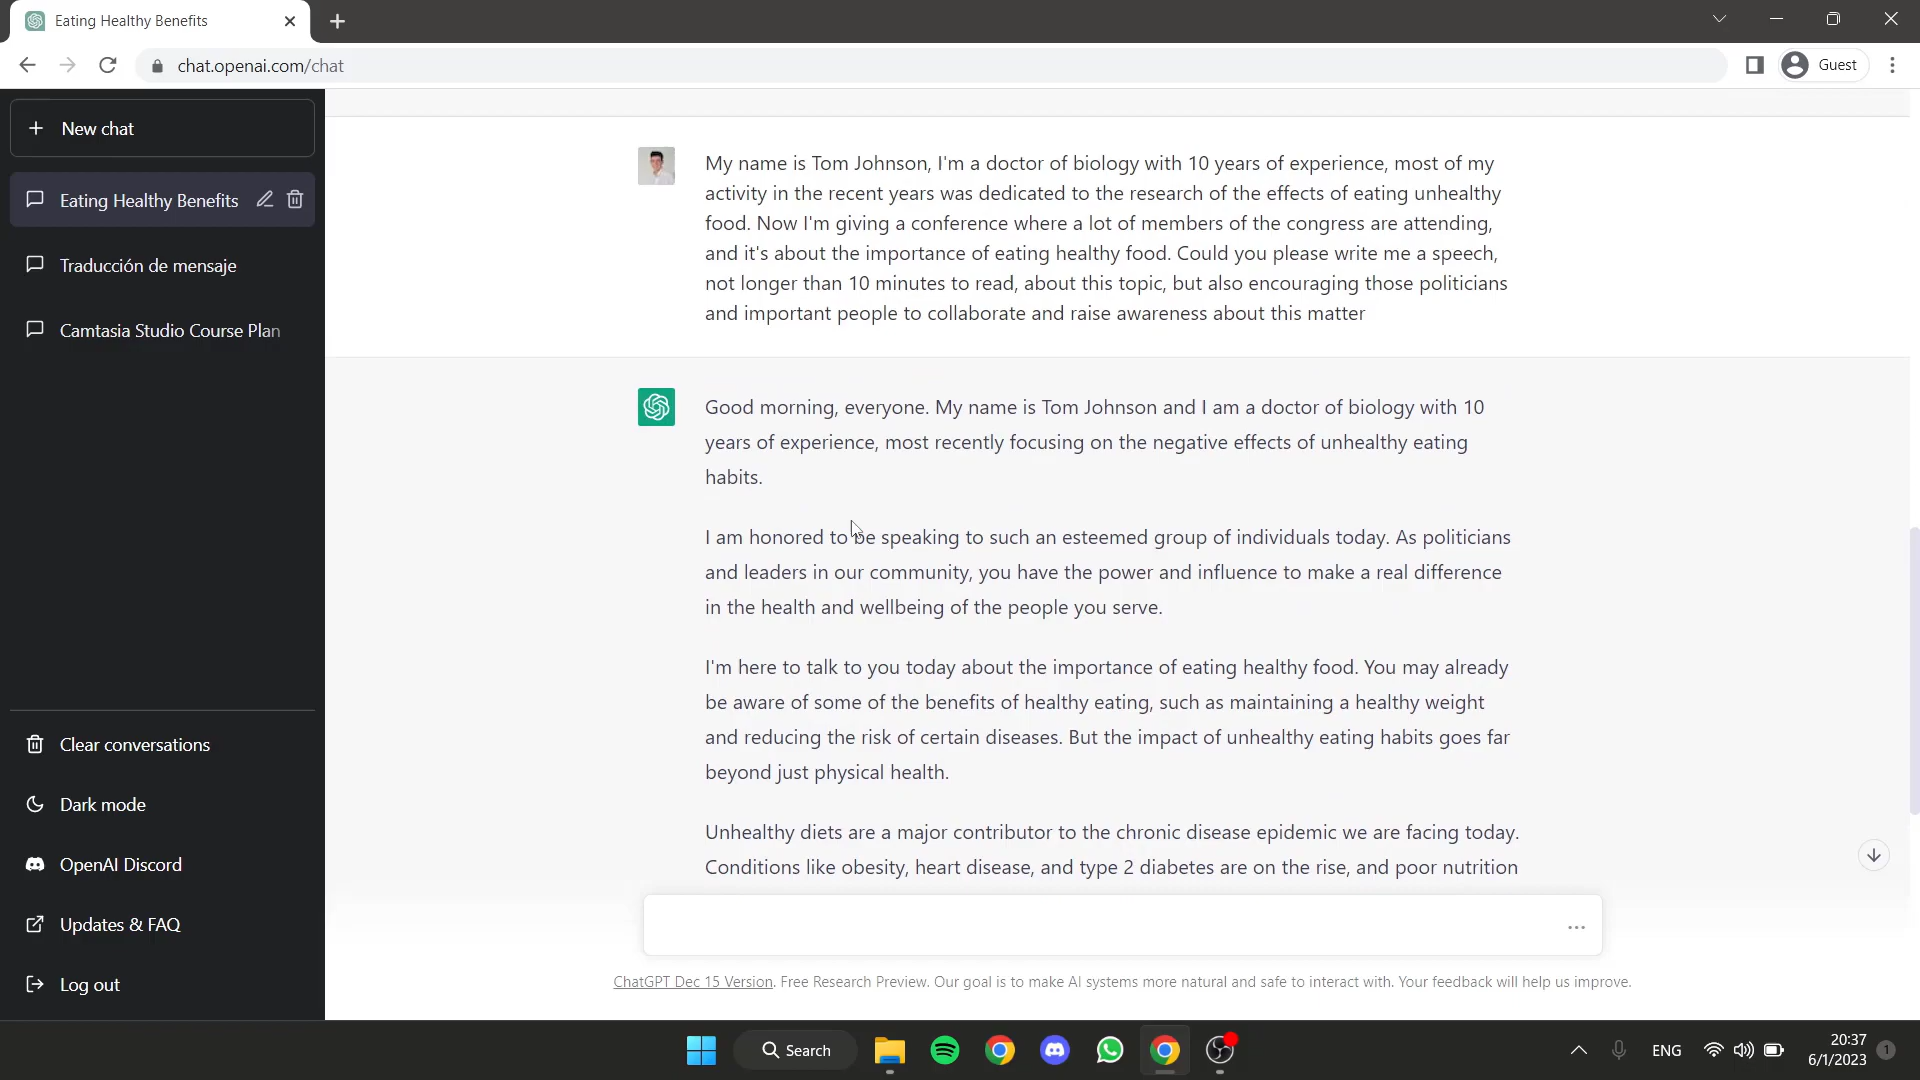 Eating Healthy Benefits
chat.openai.com/chat
Guest
New chat
Eating Healthy Benefits
Traducción de mensaje
Camtasia Studio Course Plan
Clear conversations
Dark mode
OpenAI Discord
Updates & FAQ
Log out
My name is Tom Johnson, I'm a doctor of biology with 10 years of experience, most of my
activity in the recent years was dedicated to the research of the effects of eating unhealthy
food. Now I'm giving a conference where a lot of members of the congress are attending,
and it's about the importance of eating healthy food. Could you please write me a speech,
not longer than 10 minutes to read, about this topic, but also encouraging those politicians
and important people to collaborate and raise awareness about this matter
Good morning, everyone. My name is Tom Johnson and I am a doctor of biology with 10
years of experience, most recently focusing on the negative effects of unhealthy eating
habits.
I am honored to be speaking to such an esteemed group of individuals today. As politicians
and leaders in our community, you have the power and influence to make a real difference
in the health and wellbeing of the people you serve.
I'm here to talk to you today about the importance of eating healthy food. You may already
be aware of some of the benefits of healthy eating, such as maintaining a healthy weight
and reducing the risk of certain diseases. But the impact of unhealthy eating habits goes far
beyond just physical health.
Unhealthy diets are a major contributor to the chronic disease epidemic we are facing today.
Conditions like obesity, heart disease, and type 2 diabetes are on the rise, and poor nutrition
ChatGPT Dec 15 Version. Free Research Preview. Our goal is to make AI systems more natural and safe to interact with. Your feedback will help us improve.
Search
ENG
20:37
6/1/2023
1